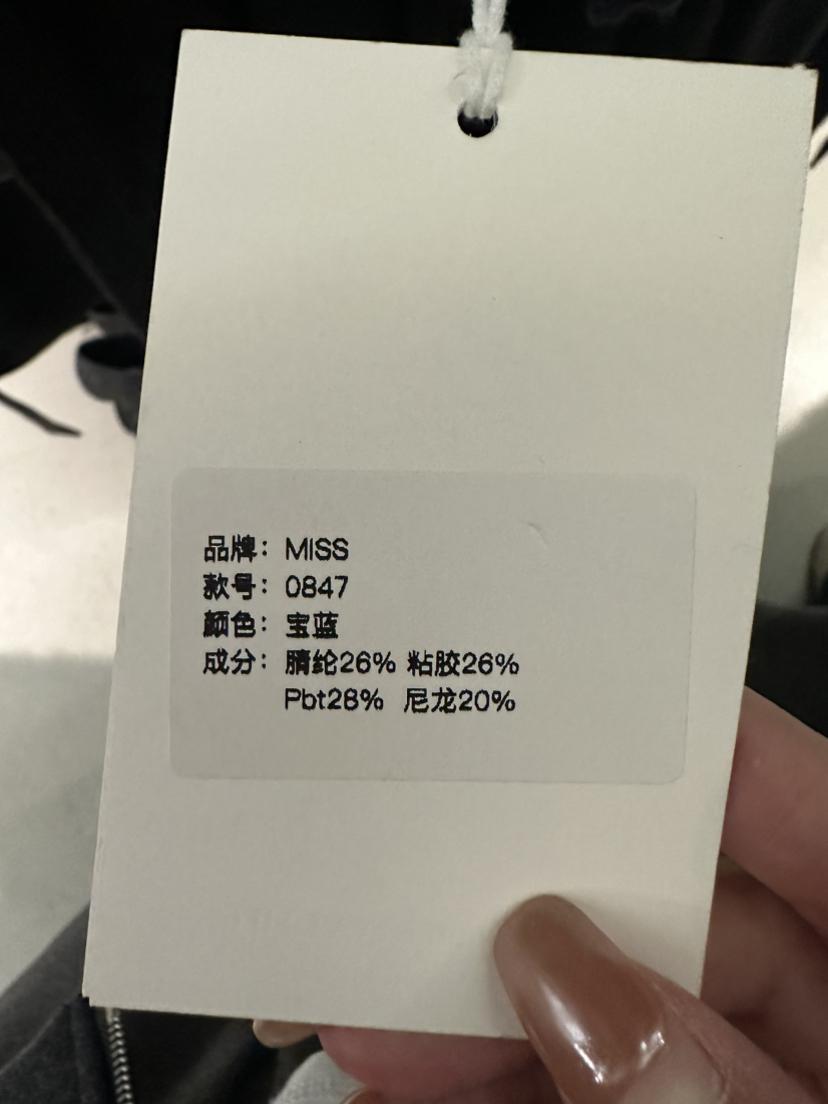 品牌：MISS
款号：0847
颜色：宝蓝
成分：腈纶26% 粘胶26%
Pbt28% 尼龙20%